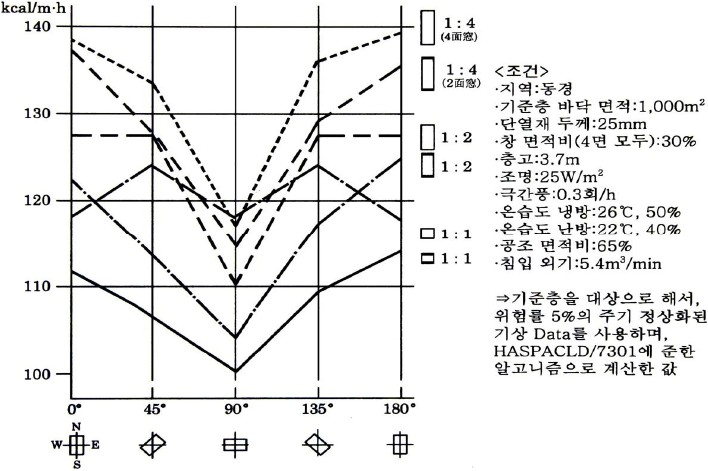 kcal/m·h
140
130
120
110
100
0°
45°
90°
135°
180°
N
W
E
S
1 : 4
(4面窓)
1 : 4
(2面窓)
1 : 2
1 : 2
1 : 1
1 : 1
<조건>
·지역:동경
·기준층 바닥 면적:1,000m²
·단열재 두께:25mm
·창 면적비(4면 모두):30%
·층고:3.7m
·조명:25W/m²
·극간풍:0.3회/h
·온습도 냉방:26℃, 50%
·온습도 난방:22℃, 40%
·공조 면적비:65%
·침입 외기:5.4m³/min
⇒기준층을 대상으로 해서,
위험률 5%의 주기 정상화된
기상 Data를 사용하며,
HASPACLD/7301에 준한
알고니즘으로 계산한 값